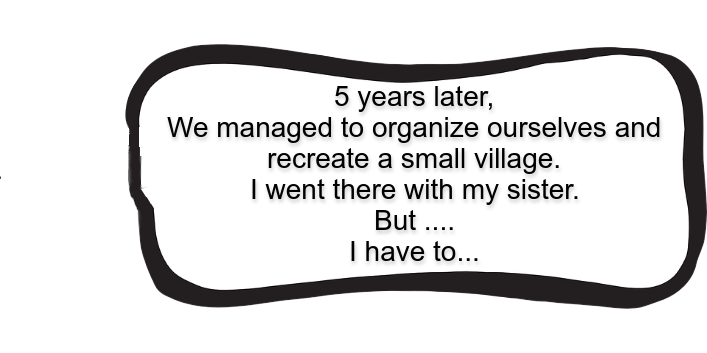 5 years later,
We managed to organize ourselves and
recreate a small village.
I went there with my sister.
But ....
I have to...